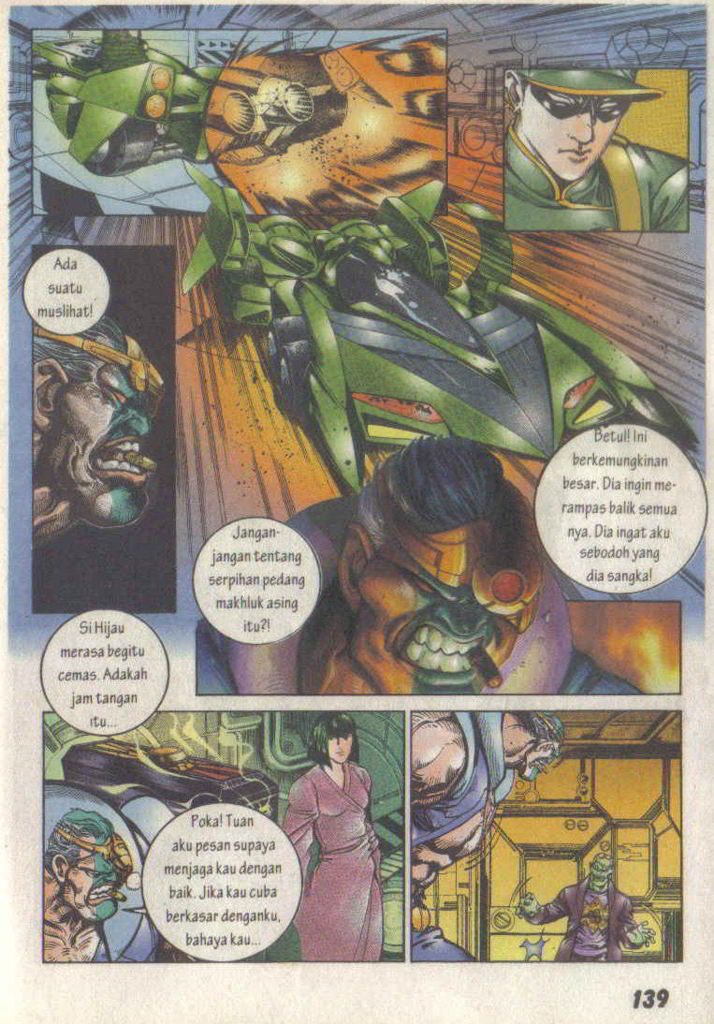 Ada
suatu
muslihat!
Betul! Ini
berkemungkinan
besar. Dia ingin me-
rampas balik semua
nya. Dia ingat aku
sebodoh yang
dia sangka!
Jangan-
jangan tentang
serpihan pedang
makhluk asing
itu?!
Si Hijau
merasa begitu
cemas. Adakah
jam tangan
itu...
Poka! Tuan
aku pesan supaya
menjaga kau dengan
baik. Jika kau cuba
berkasar denganku,
bahaya kau...
139